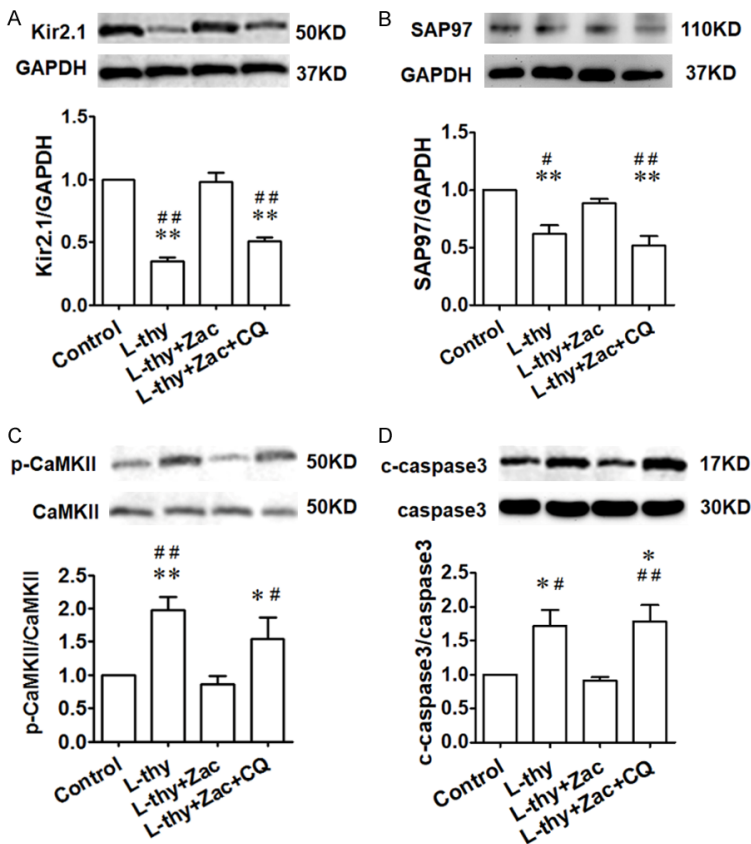 A
Kir2.1
50KD
GAPDH
37KD
Kir2.1/GAPDH
1.5
1.0
0.5
0.0
##
**
##
**
Control
L-thy
L-thy+Zac
L-thy+Zac+CQ
B
SAP97
110KD
GAPDH
37KD
SAP97/GAPDH
1.5
1.0
0.5
0.0
#
**
##
**
Control
L-thy
L-thy+Zac
L-thy+Zac+CQ
C
p-CaMKII
50KD
CaMKII
50KD
p-CaMKII/CaMKII
2.5
2.0
1.5
1.0
0.5
0.0
##
**
*#
Control
L-thy
L-thy+Zac
L-thy+Zac+CQ
D
c-caspase3
17KD
caspase3
30KD
c-caspase3/caspase3
2.5
2.0
1.5
1.0
0.5
0.0
*#
*
##
Control
L-thy
L-thy+Zac
L-thy+Zac+CQ